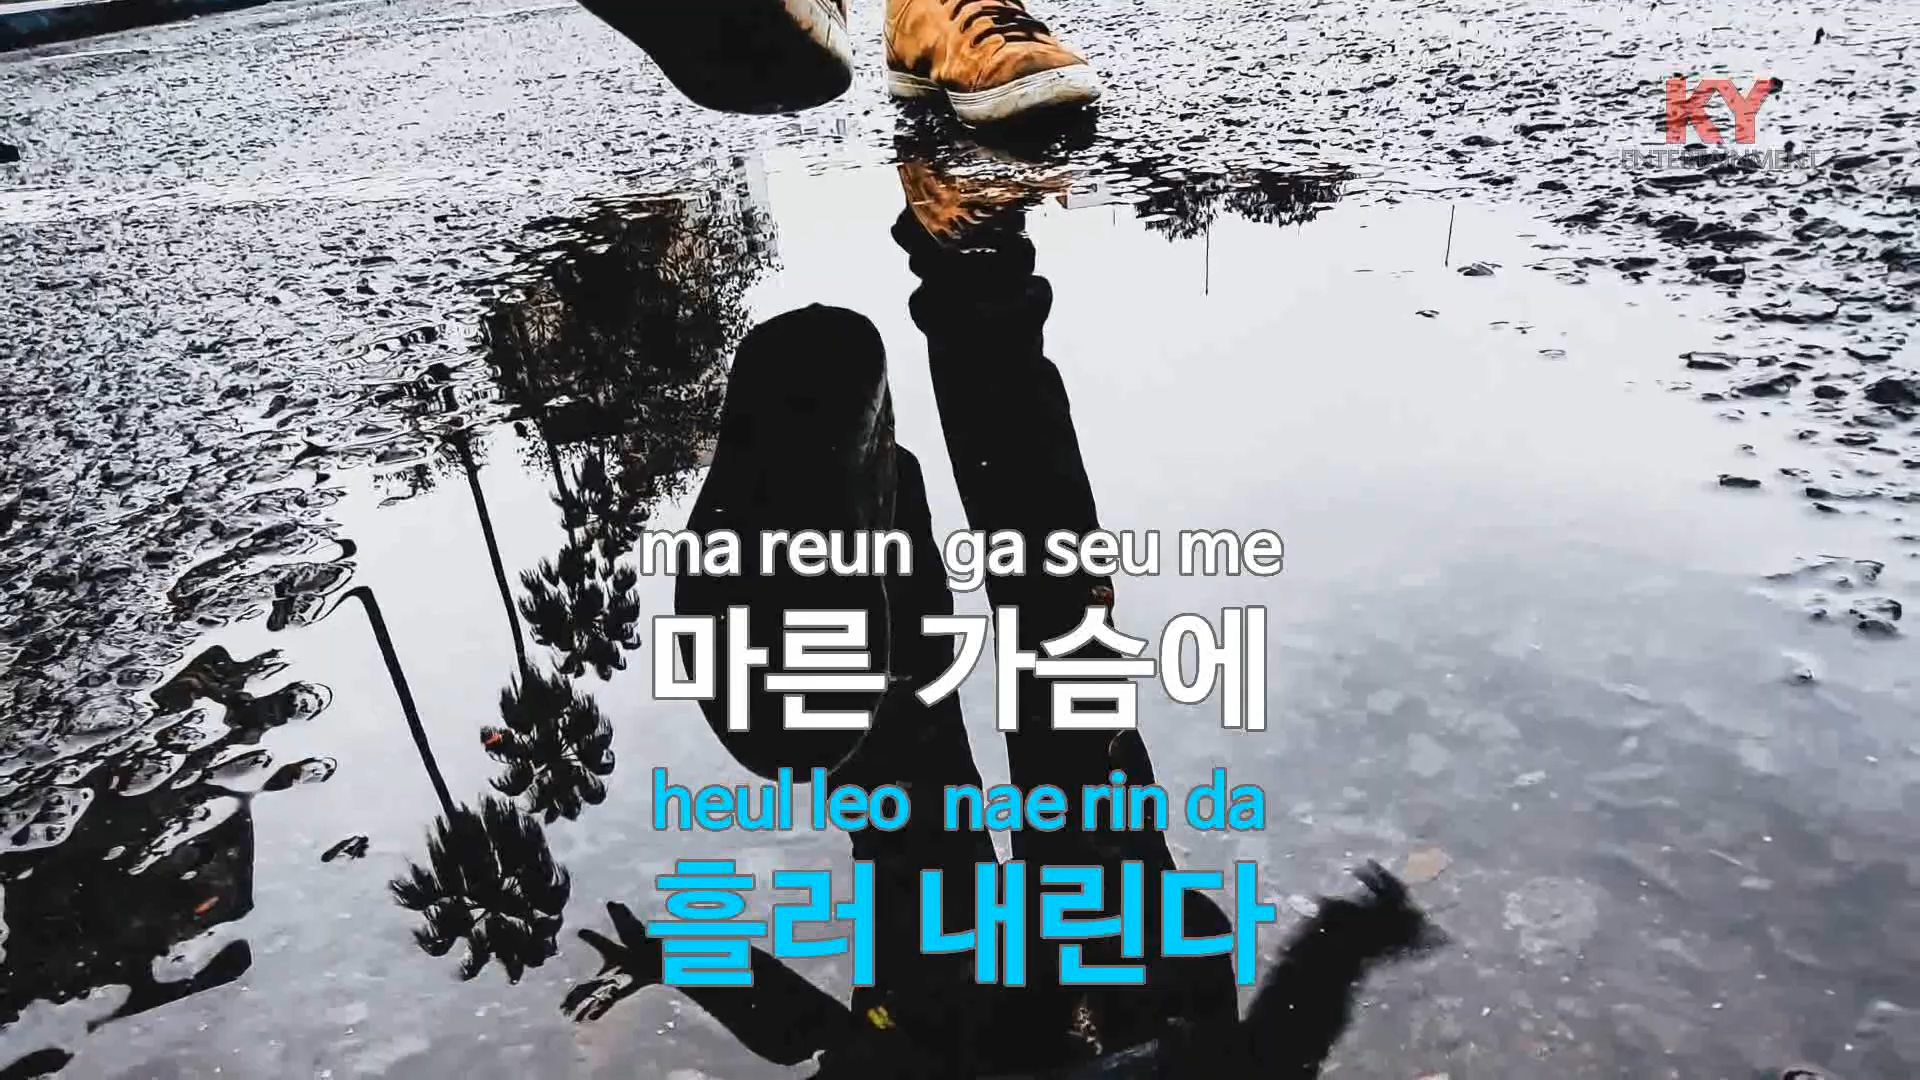 KY
ENTERTAINMENT
ma reun ga seu me
마른 가슴에
heul leo nae rin da
흘러 내린다